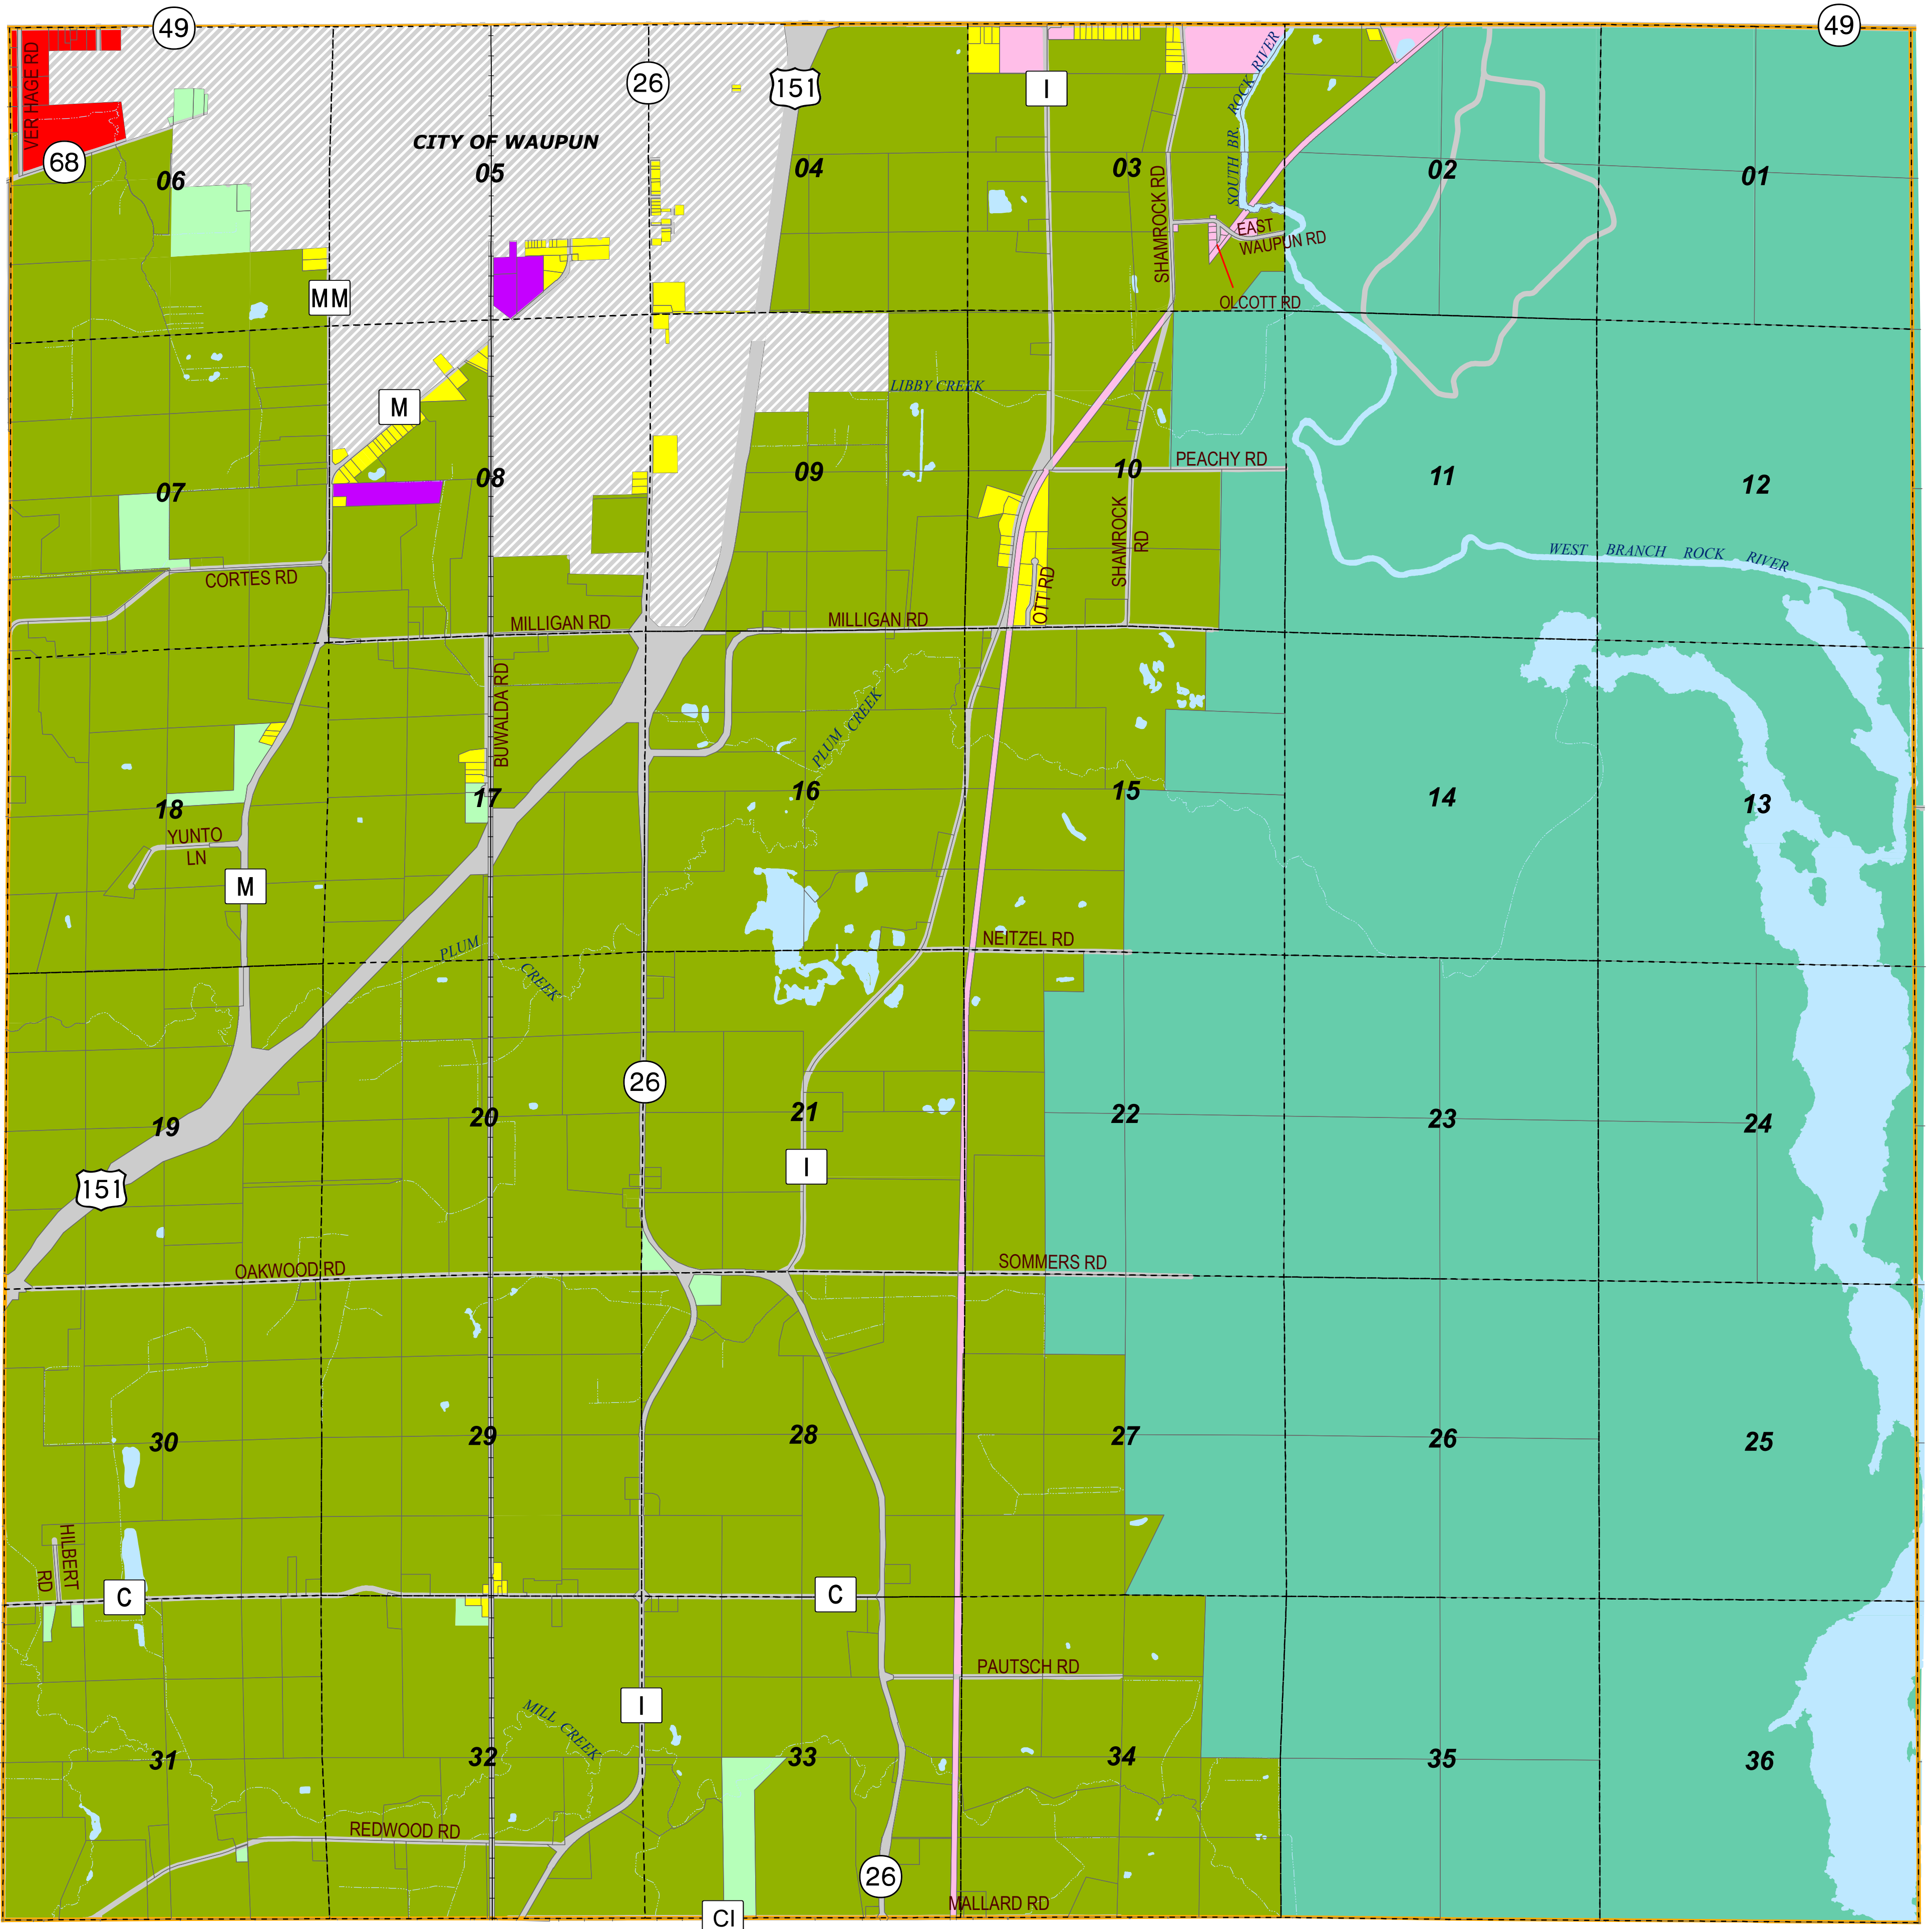 49
49
VER HAGE RD
26
151
I
SOUTH BR. ROCK RIVER
CITY OF WAUPUN
68
06
05
04
03
02
01
SHAMROCK RD
EAST
WAUPUN RD
OLCOTT RD
MM
M
LIBBY CREEK
PEACHY RD
07
08
09
10
11
12
SHAMROCK
RD
WEST BRANCH ROCK RIVER
CORTES RD
OTT RD
MILLIGAN RD
MILLIGAN RD
BUWALDA RD
PLUM CREEK
18
17
16
15
14
13
YUNTO
LN
M
PLUM
CREEK
NEITZEL RD
26
19
20
21
22
23
24
I
151
OAKWOOD RD
SOMMERS RD
30
29
28
27
26
25
HILBERT
RD
C
C
PAUTSCH RD
I
MILL CREEK
31
32
33
34
35
36
REDWOOD RD
26
MALLARD RD
CI